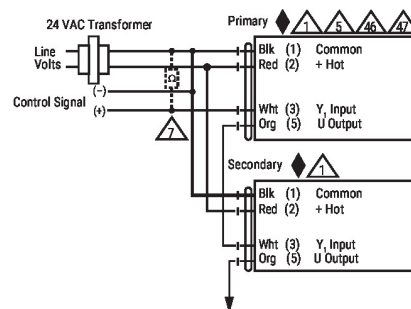 24 VAC Transformer
Primary 1 5 46 47
Line
Volts
Blk (1) Common
Red (2) + Hot
Ω
(–)
Control Signal (+)
Wht (3) Y₁ Input
Org (5) U Output
7
Secondary 1
Blk (1) Common
Red (2) + Hot
Wht (3) Y₁ Input
Org (5) U Output